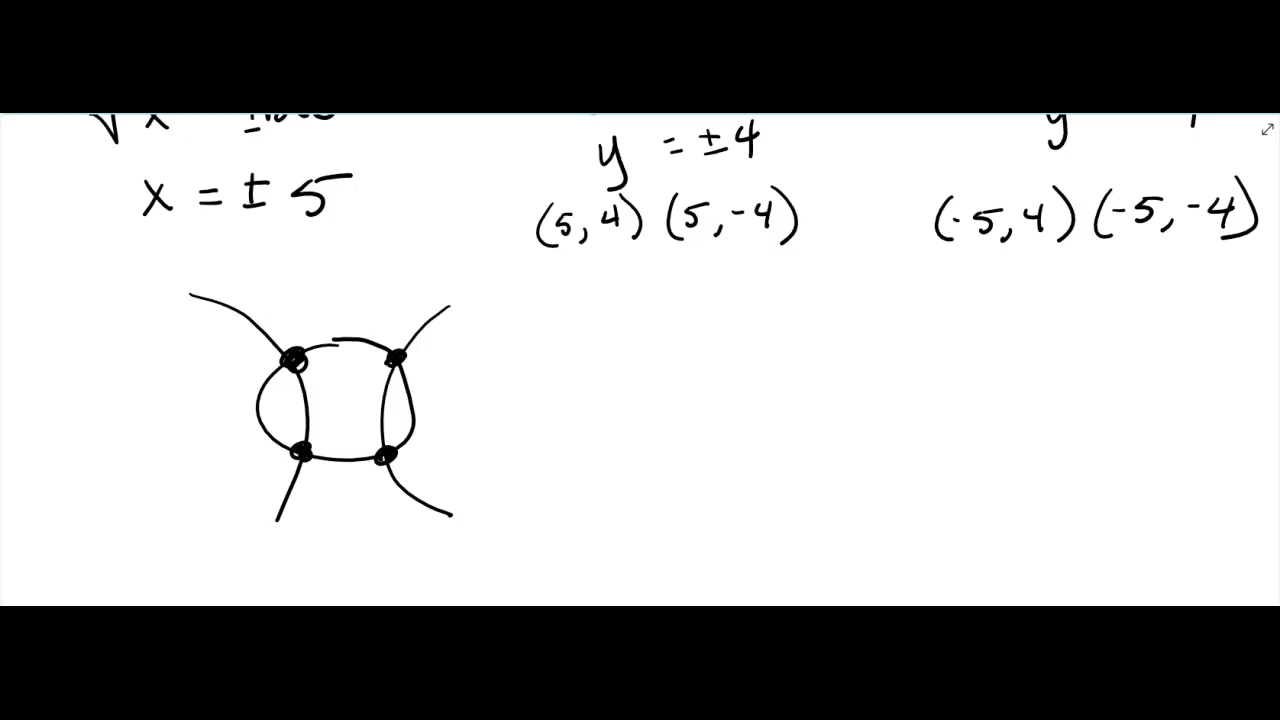 y = ±4
x = ± 5
(5, 4) (5, -4)
(-5, 4) (-5, -4)